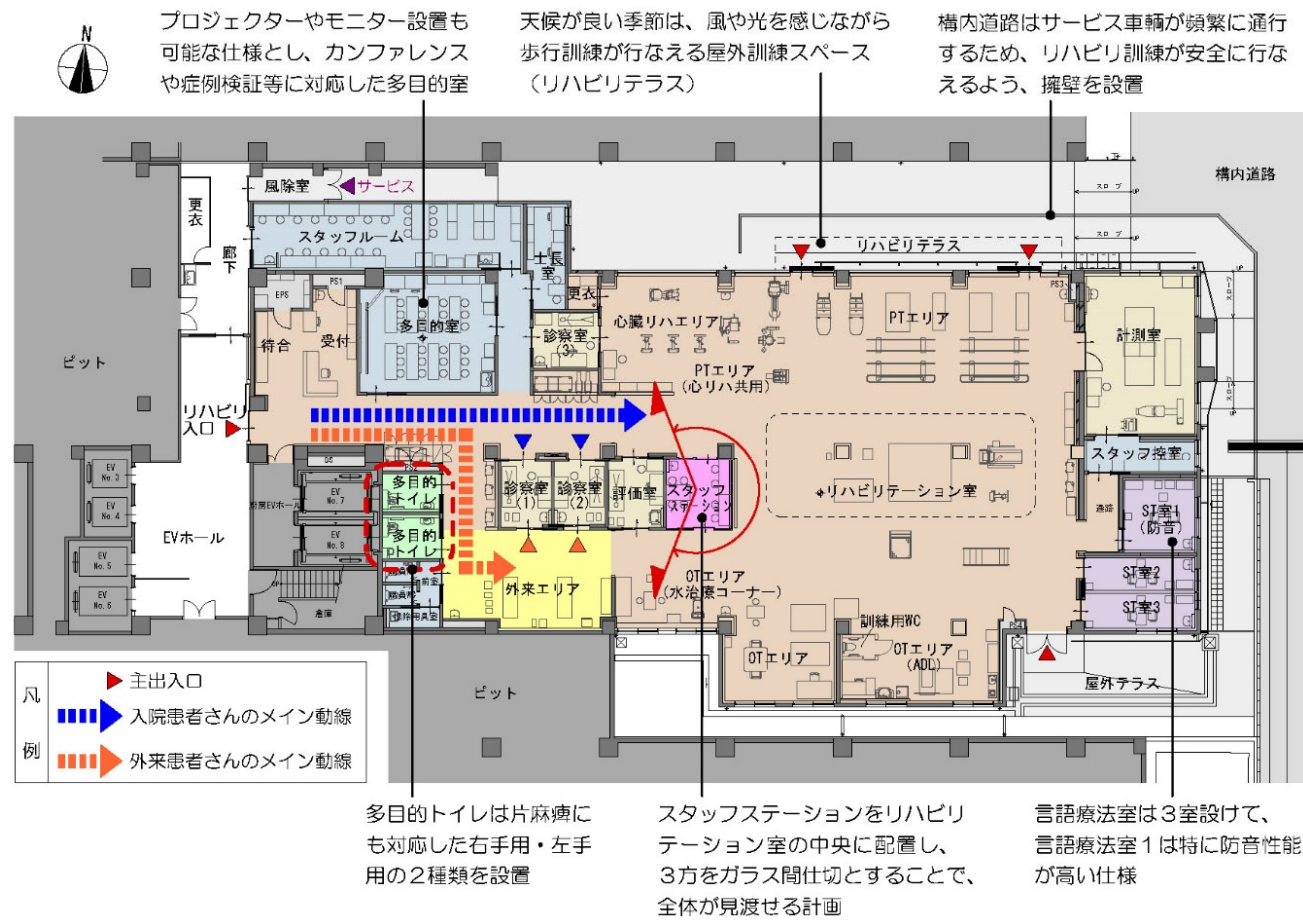 N
プロジェクターやモニター設置も
可能な仕様とし、カンファレンス
や症例検証等に対応した多目的室
天候が良い季節は、風や光を感じながら
歩行訓練が行なえる屋外訓練スペース
（リハビリテラス）
構内道路はサービス車輌が頻繁に通行
するため、リハビリ訓練が安全に行な
えるよう、擁壁を設置
構内道路
風除室
サービス
更衣
廊下
スタッフルーム
士長室
更衣
リハビリテラス
スロープ
UP
スロープ
UP
EPS
PS1
待合
受付
多目的室
診察室
(3)
心臓リハエリア
PTエリア
PS3
計測室
スロープ
UP
ピット
PTエリア
(心リハ共用)
リハビリ
入口
スタッフ控室
EV
No.3
EV
No.4
EV
No.5
EV
No.6
EVホール
EV
No.7
EV
No.8
PS2
多目的
トイレ
多目的
トイレ
診察室
(1)
診察室
(2)
評価室
スタッフ
ステーション
リハビリテーション室
通路
ST室1
(防音)
ST室2
ST室3
前室
倉庫
外来エリア
OTエリア
(水治療コーナー)
訓練用WC
OTエリア
OTエリア
(ADL)
屋外テラス
ピット
凡例
主出入口
入院患者さんのメイン動線
外来患者さんのメイン動線
多目的トイレは片麻痺に
も対応した右手用・左手
用の２種類を設置
スタッフステーションをリハビリ
テーション室の中央に配置し、
３方をガラス間仕切とすることで、
全体が見渡せる計画
言語療法室は３室設けて、
言語療法室１は特に防音性能
が高い仕様